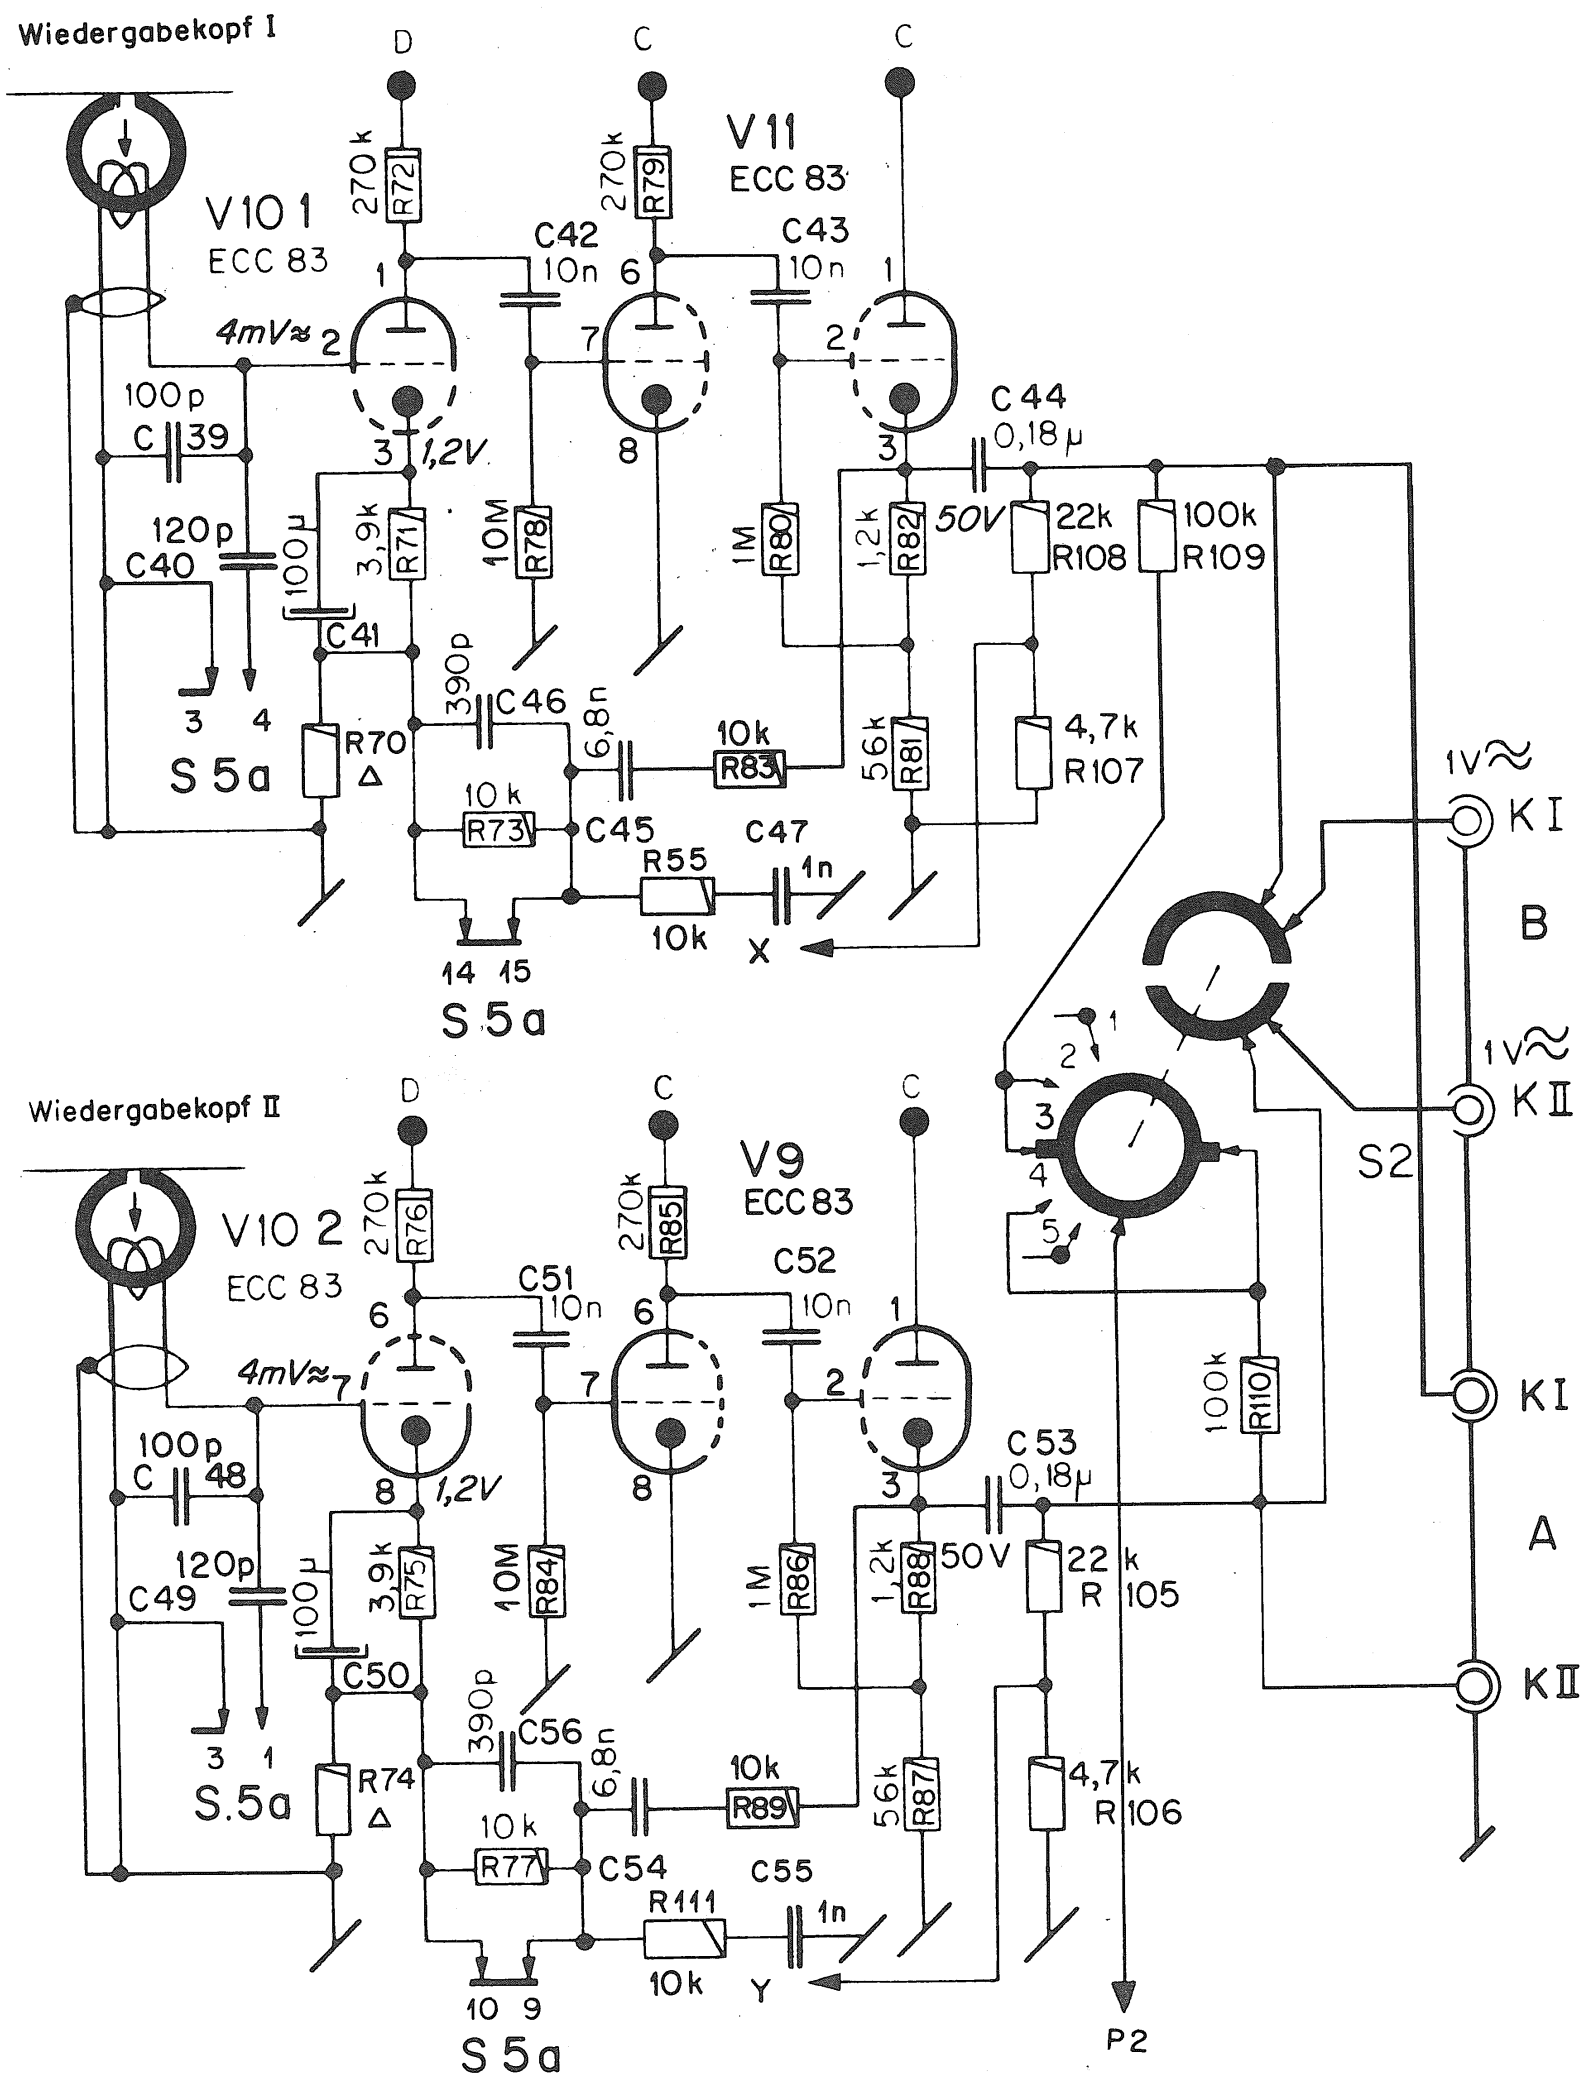 Wiedergabekopf I
D
C
C
270k
R72
270k
R79
V11
ECC 83
V10 1
ECC 83
C42
10n
C43
10n
1
6
1
4mV≈ 2
7
2
100p
C 39
3
1,2V
8
3
C 44
0,18µ
50V
120p
C40
100µ
3,9k
R71
10M
R78
1M
R80
1,2k
R82
22k
R108
100k
R109
C41
390p
C46
6,8n
3 4
S 5a
R70
Δ
10k
R83
56k
R81
4,7k
R107
10 k
R73
C45
C47
1n
R55
10k
X
14 15
S.5a
1V≈
K I
B
1V≈
K II
S2
1
2
3
4
5
Wiedergabekopf II
D
C
C
270k
R76
270k
R85
V9
ECC 83
V10 2
ECC 83
C51
10n
C52
10n
6
6
1
4mV≈ 7
7
2
100p
C 48
8
1,2V
8
3
C 53
0,18µ
50V
100k
R110
KI
A
KII
120p
C49
100µ
3,9k
R75
10M
R84
1M
R86
1,2k
R88
22 k
R 105
C50
390p
C56
6,8n
3 1
S.5a
R74
Δ
10k
R89
56k
R87
4,7k
R 106
10 k
R77
C54
C55
1n
R111
10k
Y
10 9
S 5a
P2